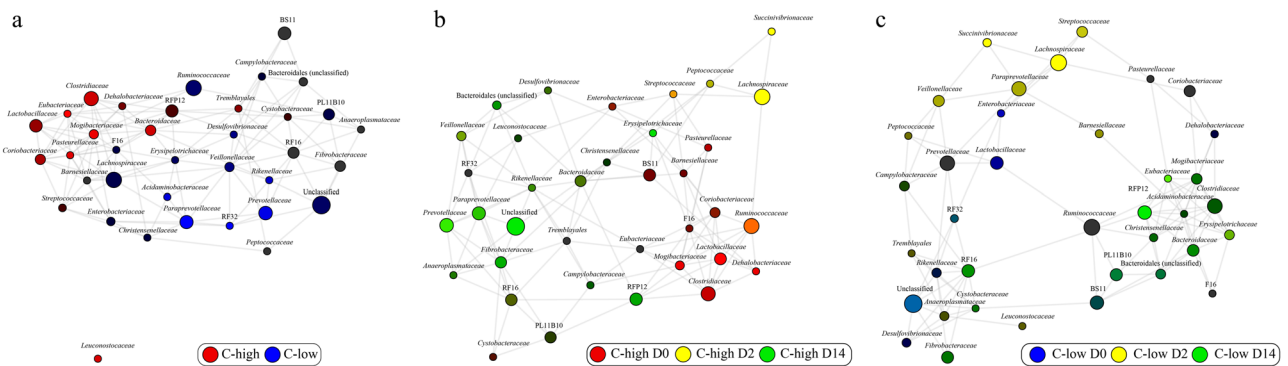 a
BS11
Campylobacteraceae
Bacteroidales (unclassified)
Ruminococcaceae
Clostridiaceae
Dehalobacteriaceae
Tremblayales
PL11B10
Eubacteriaceae
RFP12
Cystobacteraceae
Lactobacillaceae
Bacteroidaceae
Anaeroplasmataceae
Mogibacteriaceae
Desulfovibrionaceae
Pasteurellaceae
F16
RF16
Coriobacteriaceae
Erysipelotrichaceae
Lachnospiraceae
Veillonellaceae
Fibrobacteraceae
Barnesiellaceae
Rikenellaceae
Acidaminobacteraceae
Unclassified
Streptococcaceae
Prevotellaceae
Enterobacteriaceae
Paraprevotellaceae
RF32
Christensenellaceae
Peptococcaceae
Leuconostocaceae
C-high
C-low
b
Succinivibrionaceae
Peptococcaceae
Desulfovibrionaceae
Streptococcaceae
Lachnospiraceae
Bacteroidales (unclassified)
Enterobacteriaceae
Veillonellaceae
Leuconostocaceae
Erysipelotrichaceae
Pasteurellaceae
Christensenellaceae
RF32
BS11
Barnesiellaceae
Rikenellaceae
Bacteroidaceae
Paraprevotellaceae
Coriobacteriaceae
Prevotellaceae
Unclassified
F16
Ruminococcaceae
Tremblayales
Eubacteriaceae
Fibrobacteraceae
Lactobacillaceae
Mogibacteriaceae
Anaeroplasmataceae
Dehalobacteriaceae
Campylobacteraceae
Clostridiaceae
RF16
RFP12
PL11B10
Cystobacteraceae
C-high D0
C-high D2
C-high D14
c
Streptococcaceae
Succinivibrionaceae
Lachnospiraceae
Pasteurellaceae
Paraprevotellaceae
Coriobacteriaceae
Veillonellaceae
Enterobacteriaceae
Peptococcaceae
Barnesellaceae
Dehalobacteriaceae
Prevotellaceae
Lactobacillaceae
Mogibacteriaceae
Campylobacteraceae
Eubacteriaceae
RFP12
Clostridiaceae
Acidaminobacteraceae
RF32
Ruminococcaceae
Christensenellaceae
Erysipelotrichaceae
Tremblayales
Bacteroidaceae
Rikenellaceae
RF16
PL11B10
Bacteroidales (unclassified)
Unclassified
Cystobacteraceae
Anaeroplasmataceae
BS11
F16
Leuconostocaceae
Desulfovibrionaceae
Fibrobacteraceae
C-low D0
C-low D2
C-low D14